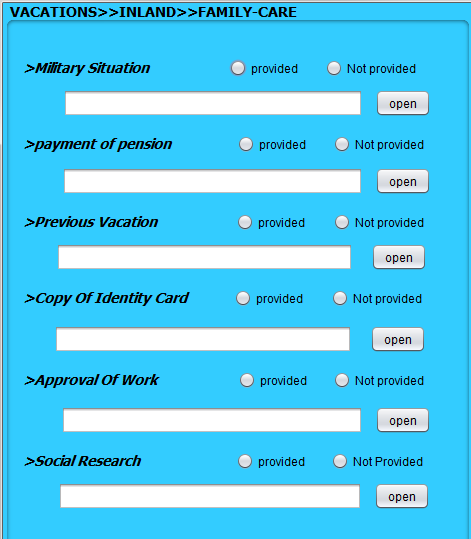 VACATIONS>>INLAND>>FAMILY-CARE
>Military Situation provided Not provided
open
>payment of pension provided Not provided
open
>Previous Vacation provided Not provided
open
>Copy Of Identity Card provided Not provided
open
>Approval Of Work provided Not provided
open
>Social Research provided Not Provided
open